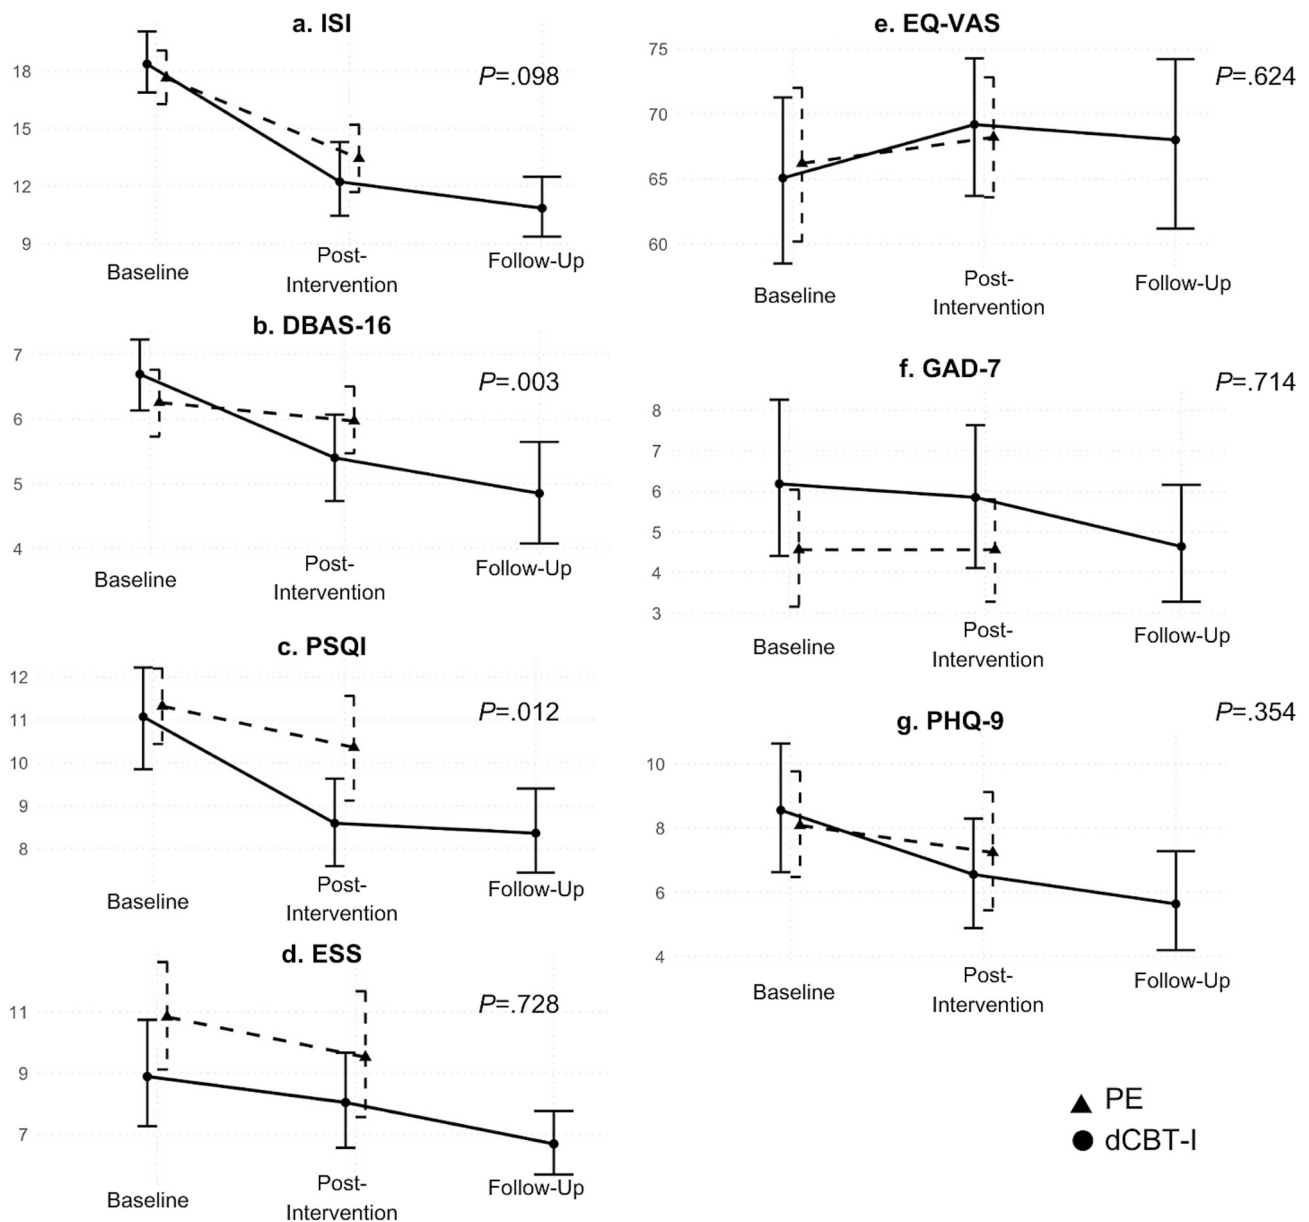 a. ISI
P=.098
18
15
12
9
Baseline
Post-
Intervention
Follow-Up
b. DBAS-16
P=.003
7
6
5
4
Baseline
Post-
Intervention
Follow-Up
c. PSQI
P=.012
12
11
10
9
8
Baseline
Post-
Intervention
Follow-Up
d. ESS
P=.728
11
9
7
Baseline
Post-
Intervention
Follow-Up
e. EQ-VAS
P=.624
75
70
65
60
Baseline
Post-
Intervention
Follow-Up
f. GAD-7
P=.714
8
7
6
5
4
3
Baseline
Post-
Intervention
Follow-Up
g. PHQ-9
P=.354
10
8
6
4
Baseline
Post-
Intervention
Follow-Up
PE
dCBT-I